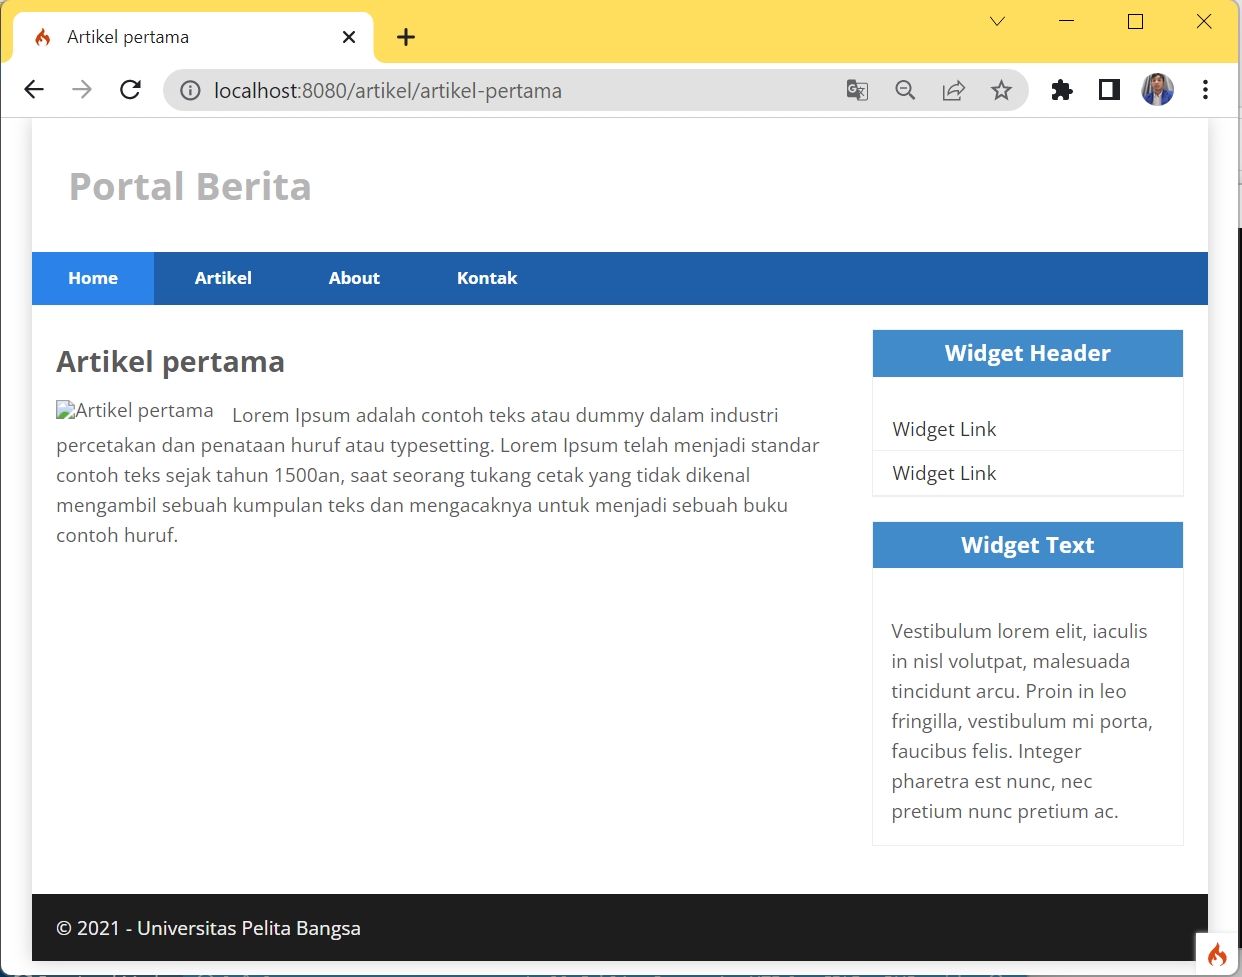 Artikel pertama
localhost:8080/artikel/artikel-pertama
Portal Berita
Home Artikel About Kontak
Artikel pertama
Artikel pertama Lorem Ipsum adalah contoh teks atau dummy dalam industri
percetakan dan penataan huruf atau typesetting. Lorem Ipsum telah menjadi standar
contoh teks sejak tahun 1500an, saat seorang tukang cetak yang tidak dikenal
mengambil sebuah kumpulan teks dan mengacaknya untuk menjadi sebuah buku
contoh huruf.
Widget Header
Widget Link
Widget Link
Widget Text
Vestibulum lorem elit, iaculis
in nisl volutpat, malesuada
tincidunt arcu. Proin in leo
fringilla, vestibulum mi porta,
faucibus felis. Integer
pharetra est nunc, nec
pretium nunc pretium ac.
© 2021 - Universitas Pelita Bangsa